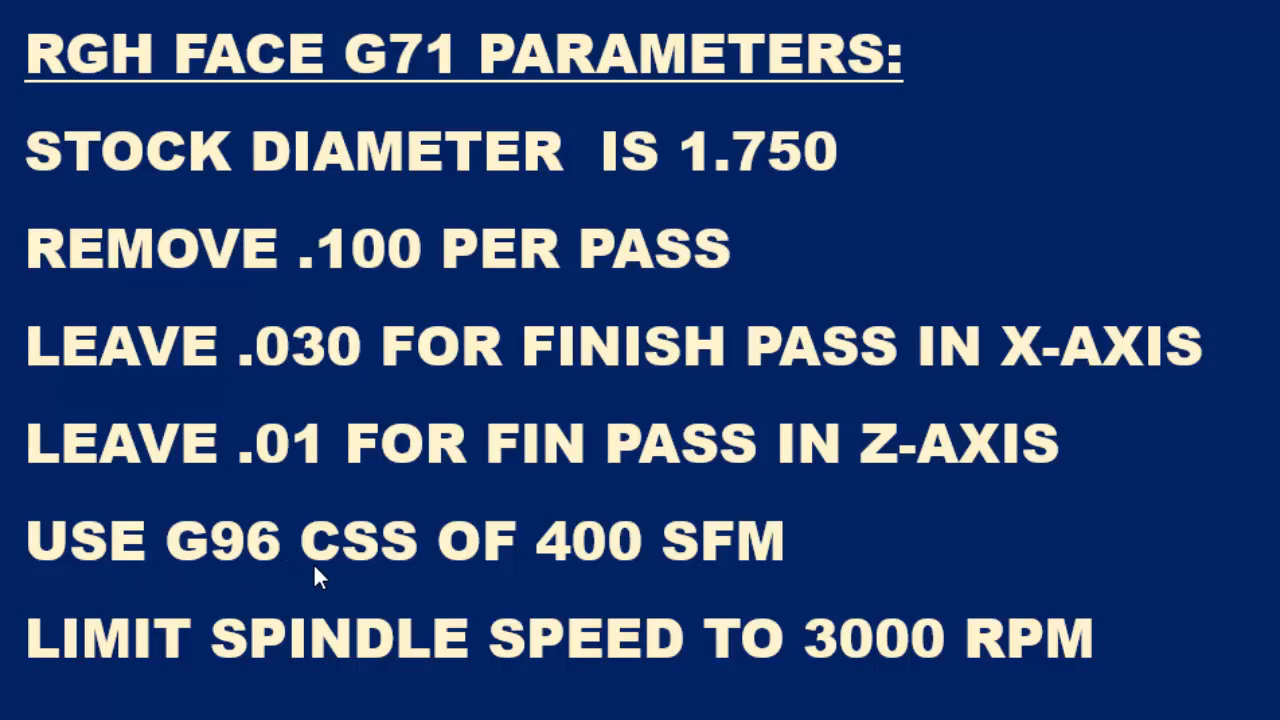 RGH FACE G71 PARAMETERS:
STOCK DIAMETER IS 1.750
REMOVE .100 PER PASS
LEAVE .030 FOR FINISH PASS IN X-AXIS
LEAVE .01 FOR FIN PASS IN Z-AXIS
USE G96 CSS OF 400 SFM
LIMIT SPINDLE SPEED TO 3000 RPM